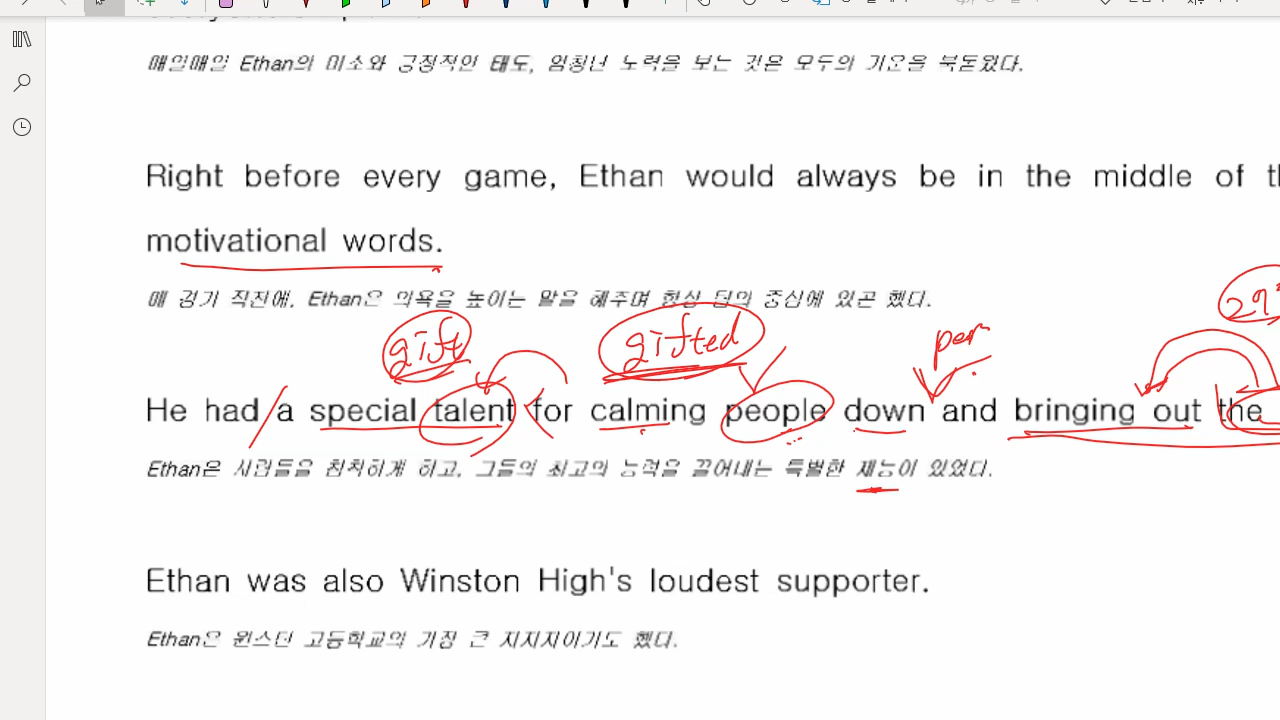 매일매일 Ethan의 미소와 긍정적인 태도, 엄청난 노력을 보는 것은 모두의 기운을 북돋웠다.
Right before every game, Ethan would always be in the middle of th
motivational words.
매 경기 직전에, Ethan은 의욕을 높이는 말을 해주며 항상 팀의 중심에 있곤 했다.
gift gifted per
He had a special talent for calming people down and bringing out the
Ethan은 사람들을 침착하게 하고, 그들의 최고의 능력을 끌어내는 특별한 재능이 있었다.
Ethan was also Winston High's loudest supporter.
Ethan은 윈스턴 고등학교의 가장 큰 지지자이기도 했다.